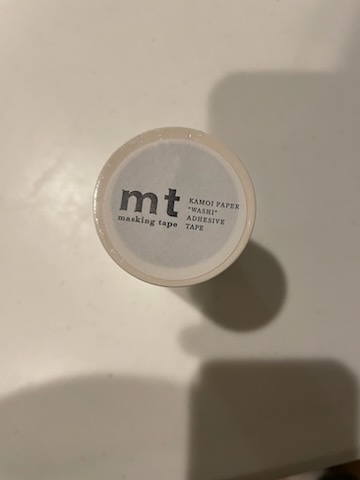 mt
masking tape
KAMOI PAPER
"WASHI"
ADHESIVE
TAPE